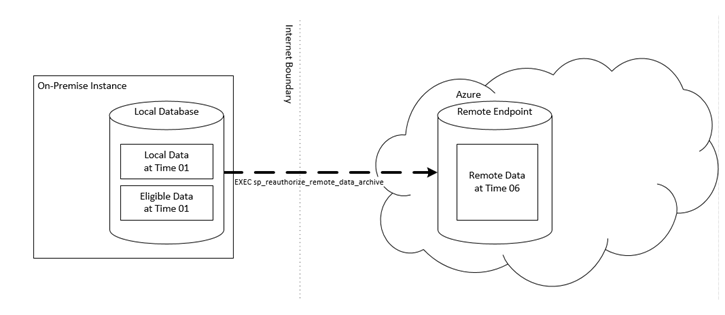 On-Premise Instance
Local Database
Local Data
at Time 01
Eligible Data
at Time 01
Internet Boundary
EXEC sp_reauthorize_remote_data_archive
Azure
Remote Endpoint
Remote Data
at Time 06